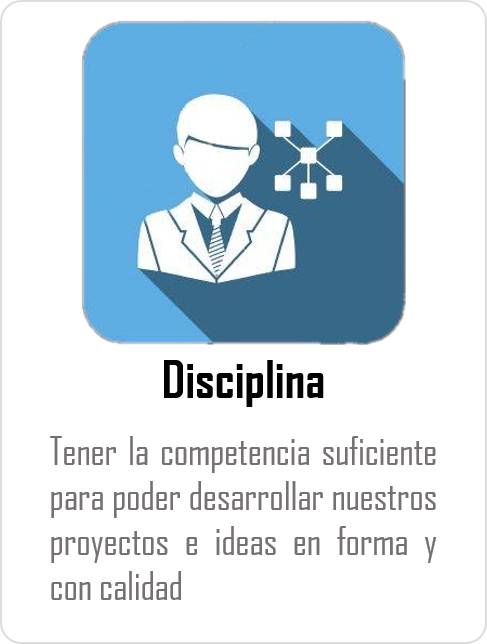 Disciplina
Tener la competencia suficiente
para poder desarrollar nuestros
proyectos e ideas en forma y
con calidad